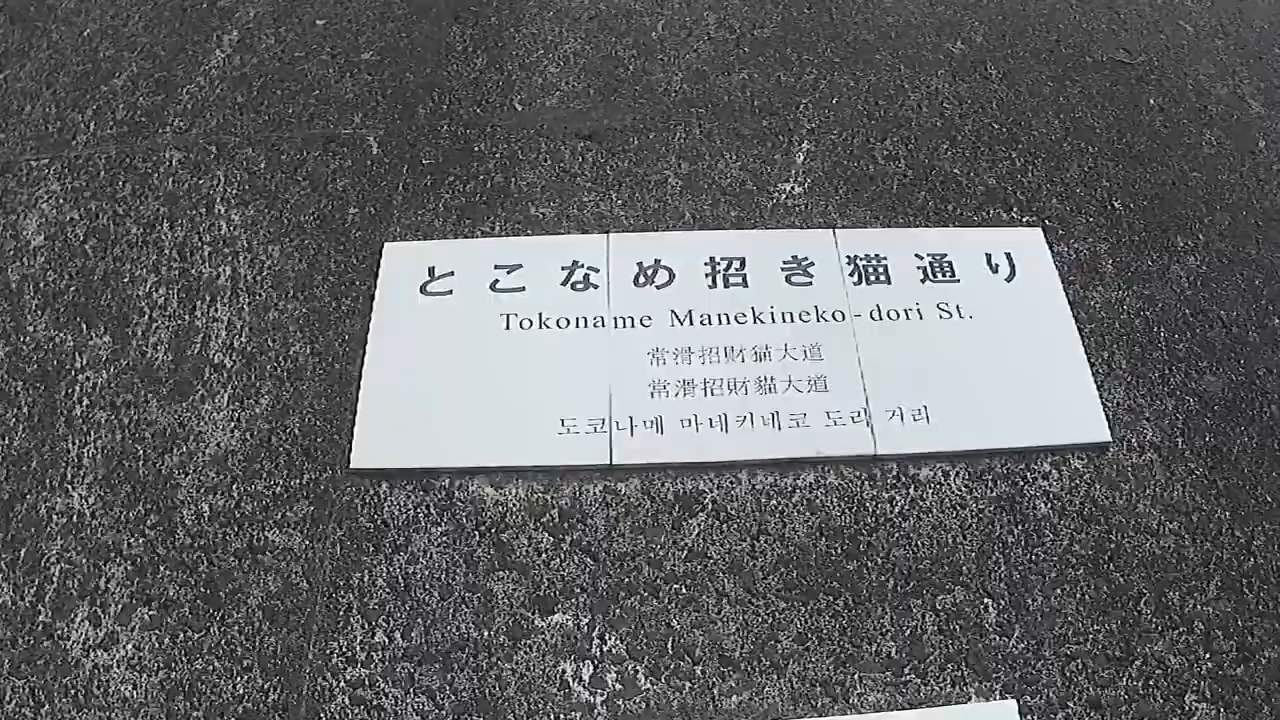 とこなめ招き猫通り
Tokoname Manekineko-dori St.
常滑招财猫大道
常滑招財貓大道
도코나메 마네키네코 도리 거리